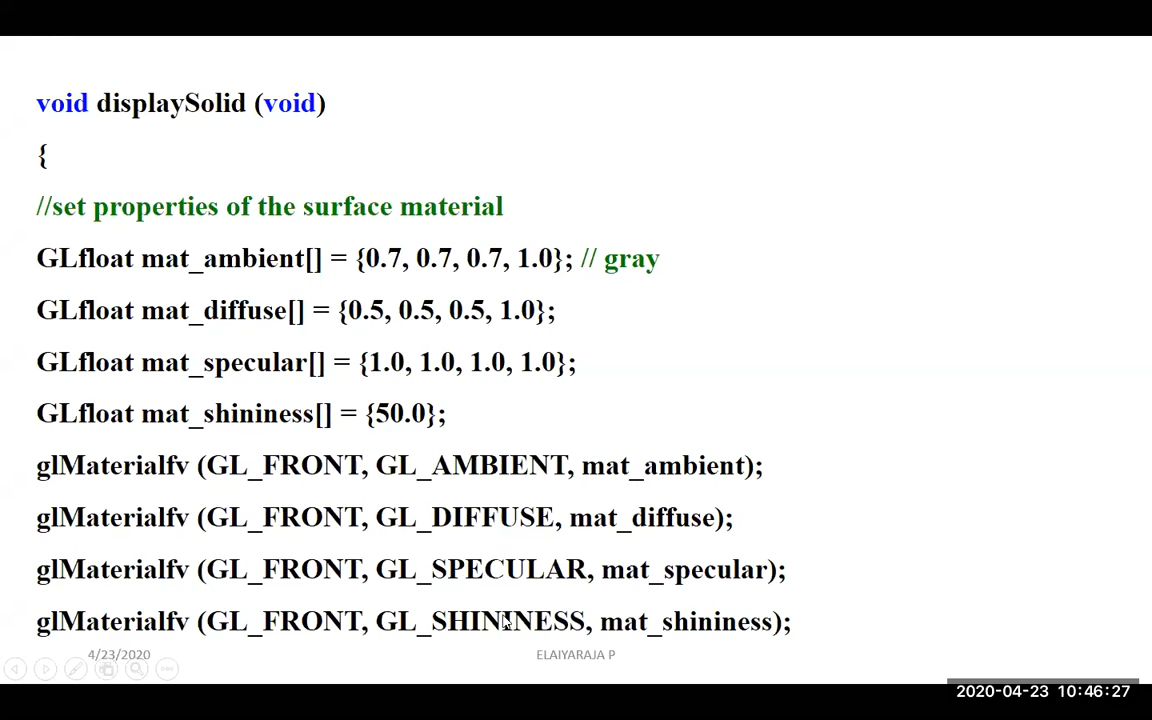 void displaySolid (void)
{
//set properties of the surface material
GLfloat mat_ambient[] = {0.7, 0.7, 0.7, 1.0}; // gray
GLfloat mat_diffuse[] = {0.5, 0.5, 0.5, 1.0};
GLfloat mat_specular[] = {1.0, 1.0, 1.0, 1.0};
GLfloat mat_shininess[] = {50.0};
glMaterialfv (GL_FRONT, GL_AMBIENT, mat_ambient);
glMaterialfv (GL_FRONT, GL_DIFFUSE, mat_diffuse);
glMaterialfv (GL_FRONT, GL_SPECULAR, mat_specular);
glMaterialfv (GL_FRONT, GL_SHININESS, mat_shininess);
4/23/2020 ELAIYARAJA P
2020-04-23 10:46:27